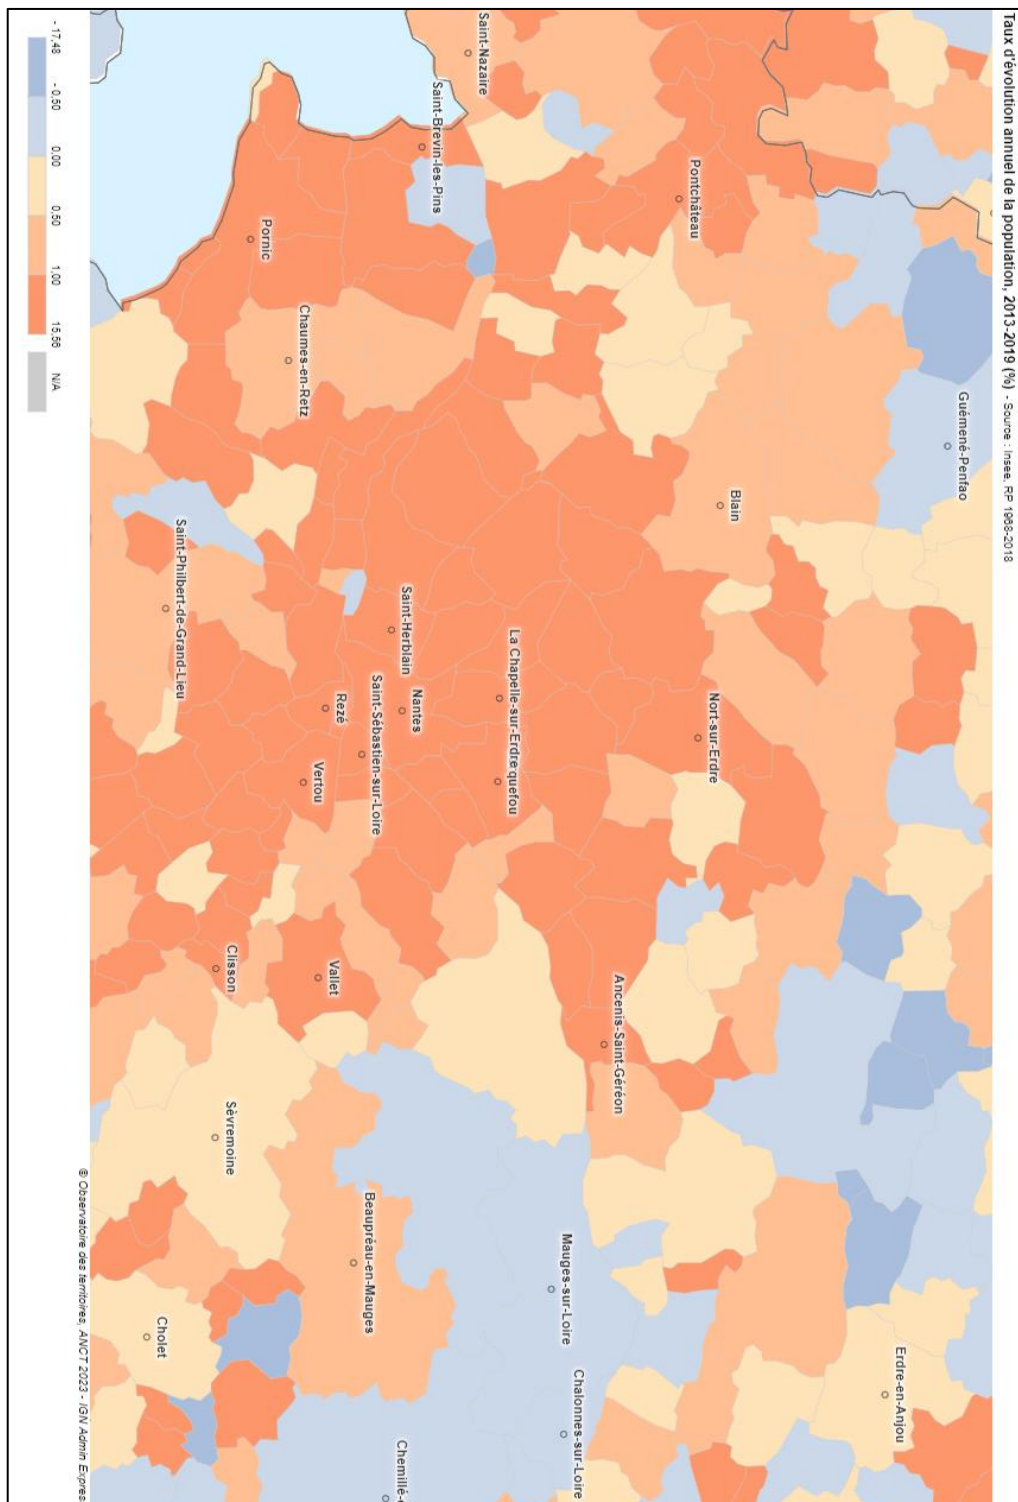 Taux d'évolution annuel de la population, 2013-2019 (%) - Source : Insee, RP 1968-2018
Guémené-Penfao
Erdre-en-Anjou
Blain
Nort-sur-Erdre
Pontchâteau
Ancenis-Saint-Géréon
Chalonnes-sur-Loire
Mauges-sur-Loire
La Chapelle-sur-Erdre quefou
Saint-Nazaire
Saint-Brevin-les-Pins
Nantes
Saint-Herblain
Chemillé-
Saint-Sébastien-sur-Loire
Beaupréau-en-Mauges
Rezé
Vallet
Vertou
Chaumes-en-Retz
Pornic
Clisson
Sèvremoine
Saint-Philbert-de-Grand-Lieu
Cholet
© Observatoire des territoires, ANCT 2023 - IGN Admin Expres
- 17,48 - 0,50 0,00 0,50 1,00 15,56 N/A